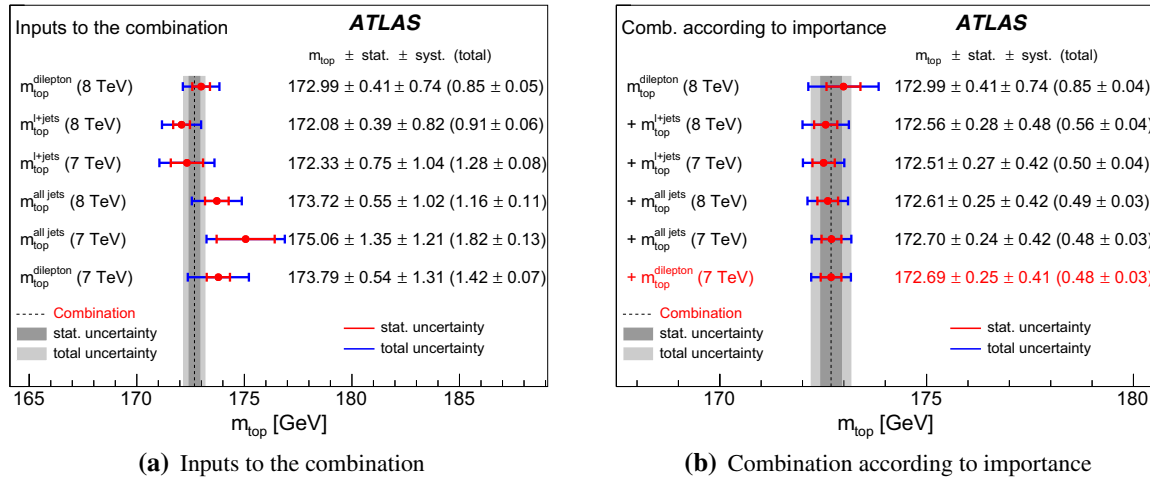 Inputs to the combination ATLAS
m_top ± stat. ± syst. (total)
m_top^dilepton (8 TeV) 172.99 ± 0.41 ± 0.74 (0.85 ± 0.05)
m_top^l+jets (8 TeV) 172.08 ± 0.39 ± 0.82 (0.91 ± 0.06)
m_top^l+jets (7 TeV) 172.33 ± 0.75 ± 1.04 (1.28 ± 0.08)
m_top^all jets (8 TeV) 173.72 ± 0.55 ± 1.02 (1.16 ± 0.11)
m_top^all jets (7 TeV) 175.06 ± 1.35 ± 1.21 (1.82 ± 0.13)
m_top^dilepton (7 TeV) 173.79 ± 0.54 ± 1.31 (1.42 ± 0.07)
Combination
stat. uncertainty stat. uncertainty
total uncertainty total uncertainty
165 170 175 180 185
m_top [GeV]
(a) Inputs to the combination
Comb. according to importance ATLAS
m_top ± stat. ± syst. (total)
m_top^dilepton (8 TeV) 172.99 ± 0.41 ± 0.74 (0.85 ± 0.04)
+ m_top^l+jets (8 TeV) 172.56 ± 0.28 ± 0.48 (0.56 ± 0.04)
+ m_top^l+jets (7 TeV) 172.51 ± 0.27 ± 0.42 (0.50 ± 0.04)
+ m_top^all jets (8 TeV) 172.61 ± 0.25 ± 0.42 (0.49 ± 0.03)
+ m_top^all jets (7 TeV) 172.70 ± 0.24 ± 0.42 (0.48 ± 0.03)
+ m_top^dilepton (7 TeV) 172.69 ± 0.25 ± 0.41 (0.48 ± 0.03)
Combination
stat. uncertainty stat. uncertainty
total uncertainty total uncertainty
170 175 180
m_top [GeV]
(b) Combination according to importance